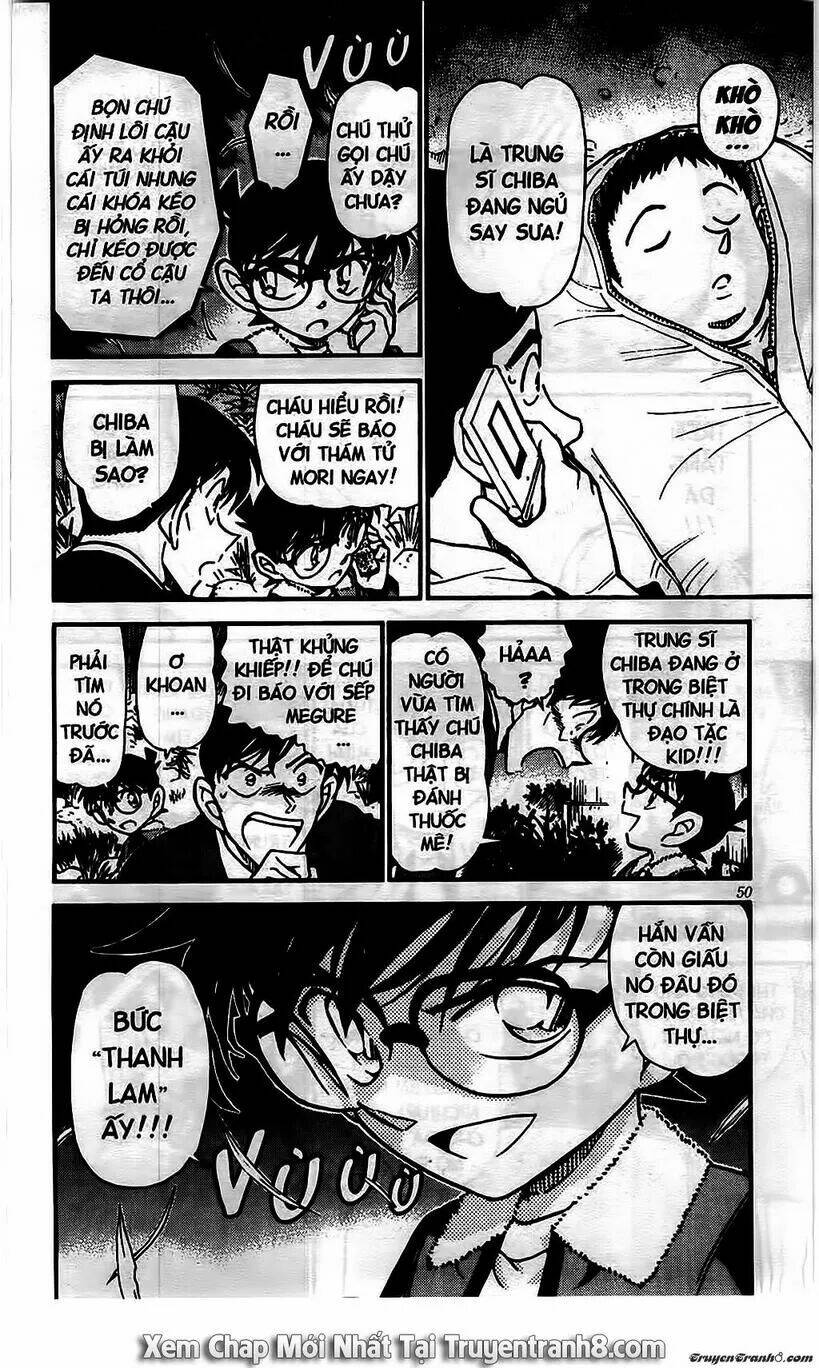 KHÒ
KHÒ
...
LÀ TRUNG
SĨ CHIBA
ĐANG NGỦ
SAY SƯA!
VÙÙ
CHÚ THỬ
GỌI CHÚ
ẤY DẬY
CHƯA?
RỒI
...
BỌN CHÚ
ĐỊNH LÔI CẬU
ẤY RA KHỎI
CÁI TÚI NHƯNG
CÁI KHÓA KÉO
BỊ HỎNG RỒI,
CHỈ KÉO ĐƯỢC
ĐẾN CỔ CẬU
TA THÔI...
CHÁU HIỂU RỒI!
CHÁU SẼ BÁO
VỚI THÁM TỬ
MORI NGAY!
CHIBA
BỊ LÀM
SAO?
TRUNG SĨ
CHIBA ĐANG Ở
TRONG BIỆT
THỰ CHÍNH LÀ
ĐẠO TẶC
KID!!!
HẢAA
?
CÓ
NGƯỜI
VỪA TÌM
THẤY CHÚ
CHIBA
THẬT BỊ
ĐÁNH
THUỐC
MÊ!
THẬT KHỦNG
KHIẾP!! ĐỂ CHÚ
ĐI BÁO VỚI SẾP
MEGURE
...
Ơ
KHOAN
...
PHẢI
TÌM
NÓ
TRƯỚC
ĐÃ...
50
HẮN VẪN
CÒN GIẤU
NÓ ĐÂU ĐÓ
TRONG BIỆT
THỰ...
BỨC
“THANH
LAM”
ẤY!!!
VÙÙÙ
Xem Chap Mới Nhất Tại Truyentranh8.com
TruyenTranh8.com